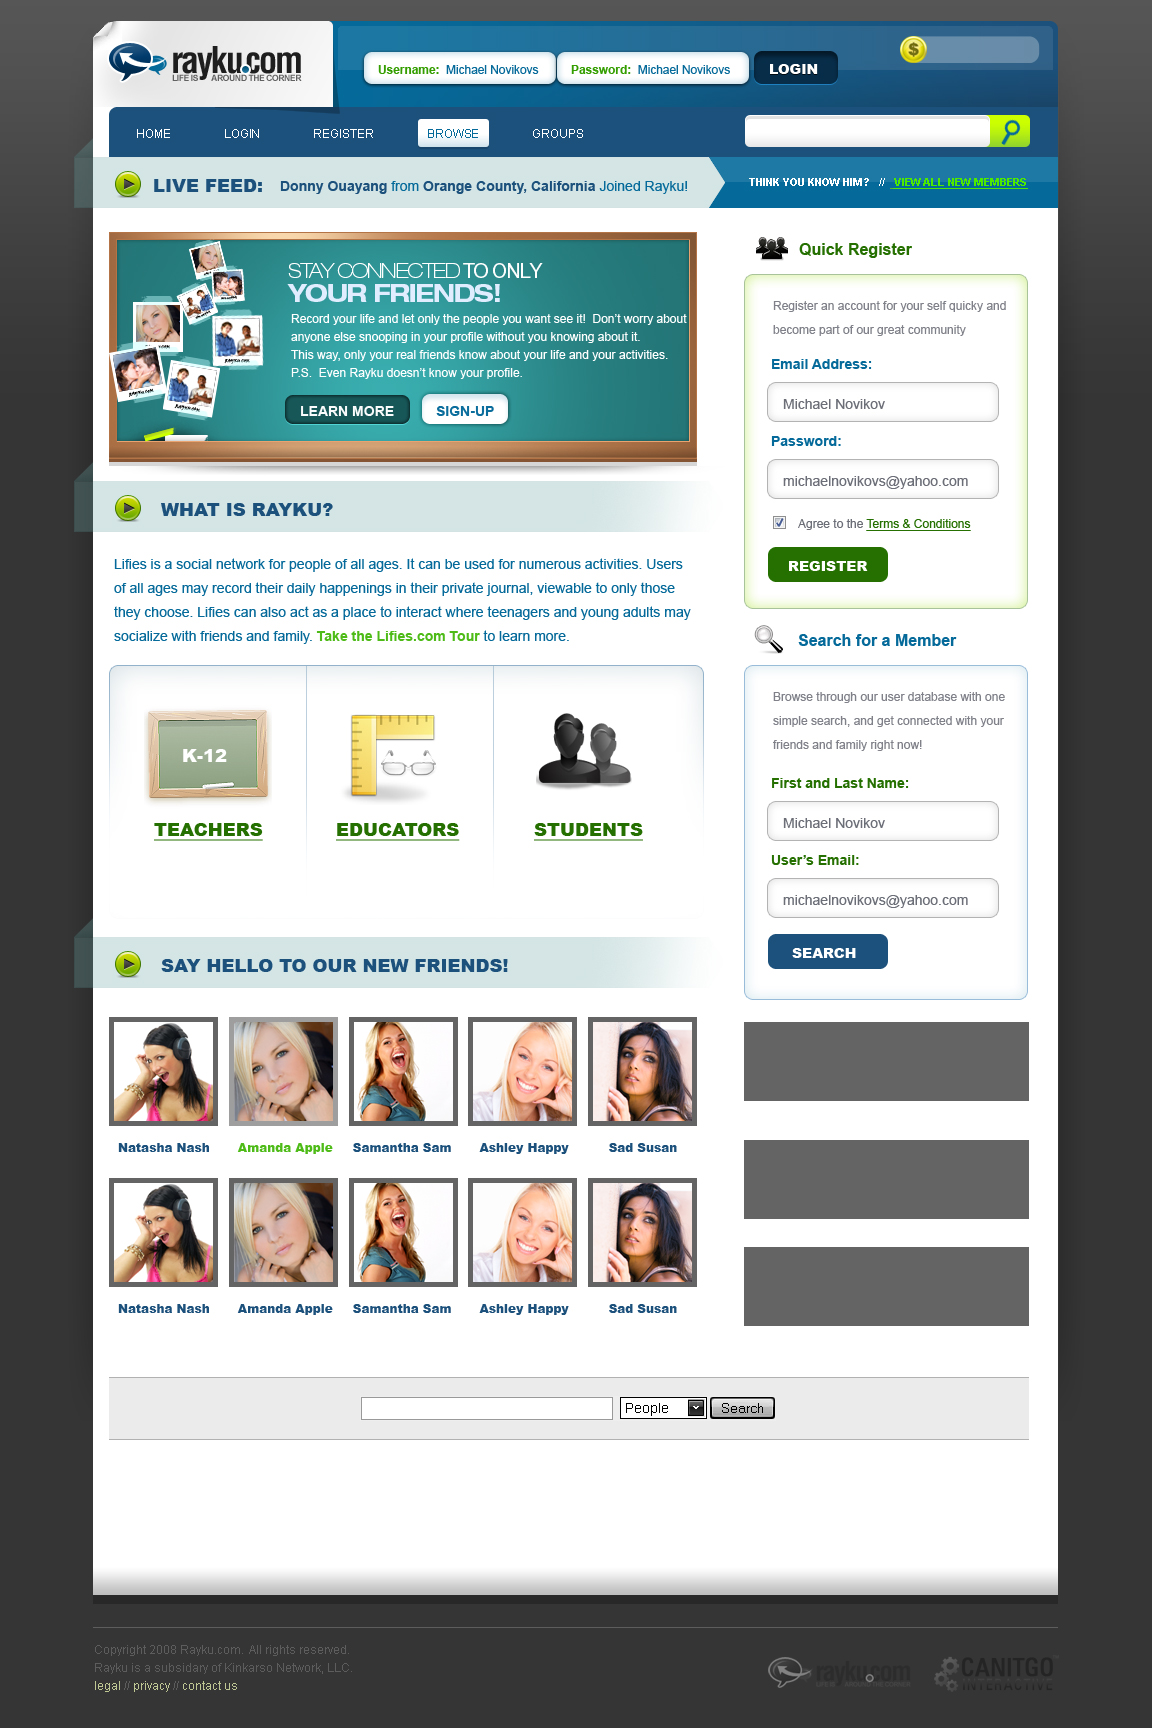 rayku.com
LIFE IS AROUND THE CORNER
Username: Michael Novikovs
Password: Michael Novikovs
LOGIN
$
HOME
LOGIN
REGISTER
BROWSE
GROUPS
LIVE FEED: Donny Ouayang from Orange County, California Joined Rayku!
THINK YOU KNOW HIM? // VIEW ALL NEW MEMBERS
STAY CONNECTED TO ONLY
YOUR FRIENDS!
Record your life and let only the people you want see it! Don't worry about
anyone else snooping in your profile without you knowing about it.
This way, only your real friends know about your life and your activities.
P.S. Even Rayku doesn't know your profile.
LEARN MORE
SIGN-UP
WHAT IS RAYKU?
Lifies is a social network for people of all ages. It can be used for numerous activities. Users
of all ages may record their daily happenings in their private journal, viewable to only those
they choose. Lifies can also act as a place to interact where teenagers and young adults may
socialize with friends and family. Take the Lifies.com Tour to learn more.
K-12
TEACHERS
EDUCATORS
STUDENTS
SAY HELLO TO OUR NEW FRIENDS!
Natasha Nash
Amanda Apple
Samantha Sam
Ashley Happy
Sad Susan
Natasha Nash
Amanda Apple
Samantha Sam
Ashley Happy
Sad Susan
Quick Register
Register an account for your self quicky and
become part of our great community
Email Address:
Michael Novikov
Password:
michaelnovikovs@yahoo.com
Agree to the Terms & Conditions
REGISTER
Search for a Member
Browse through our user database with one
simple search, and get connected with your
friends and family right now!
First and Last Name:
Michael Novikov
User's Email:
michaelnovikovs@yahoo.com
SEARCH
People
Search
Copyright 2008 Rayku.com. All rights reserved.
Rayku is a subsidary of Kinkarso Network, LLC.
legal // privacy // contact us
rayku.com
LIFE IS AROUND THE CORNER
CANITGO
INTERACTIVE